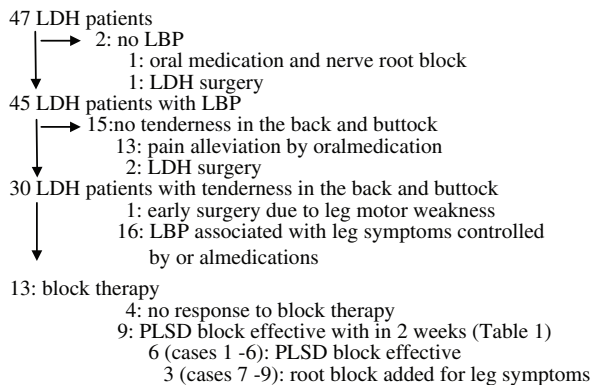 47 LDH patients
2: no LBP
1: oral medication and nerve root block
1: LDH surgery
45 LDH patients with LBP
15:no tenderness in the back and buttock
13: pain alleviation by oralmedication
2: LDH surgery
30 LDH patients with tenderness in the back and buttock
1: early surgery due to leg motor weakness
16: LBP associated with leg symptoms controlled
by or almedications
13: block therapy
4: no response to block therapy
9: PLSD block effective with in 2 weeks (Table 1)
6 (cases 1 -6): PLSD block effective
3 (cases 7 -9): root block added for leg symptoms